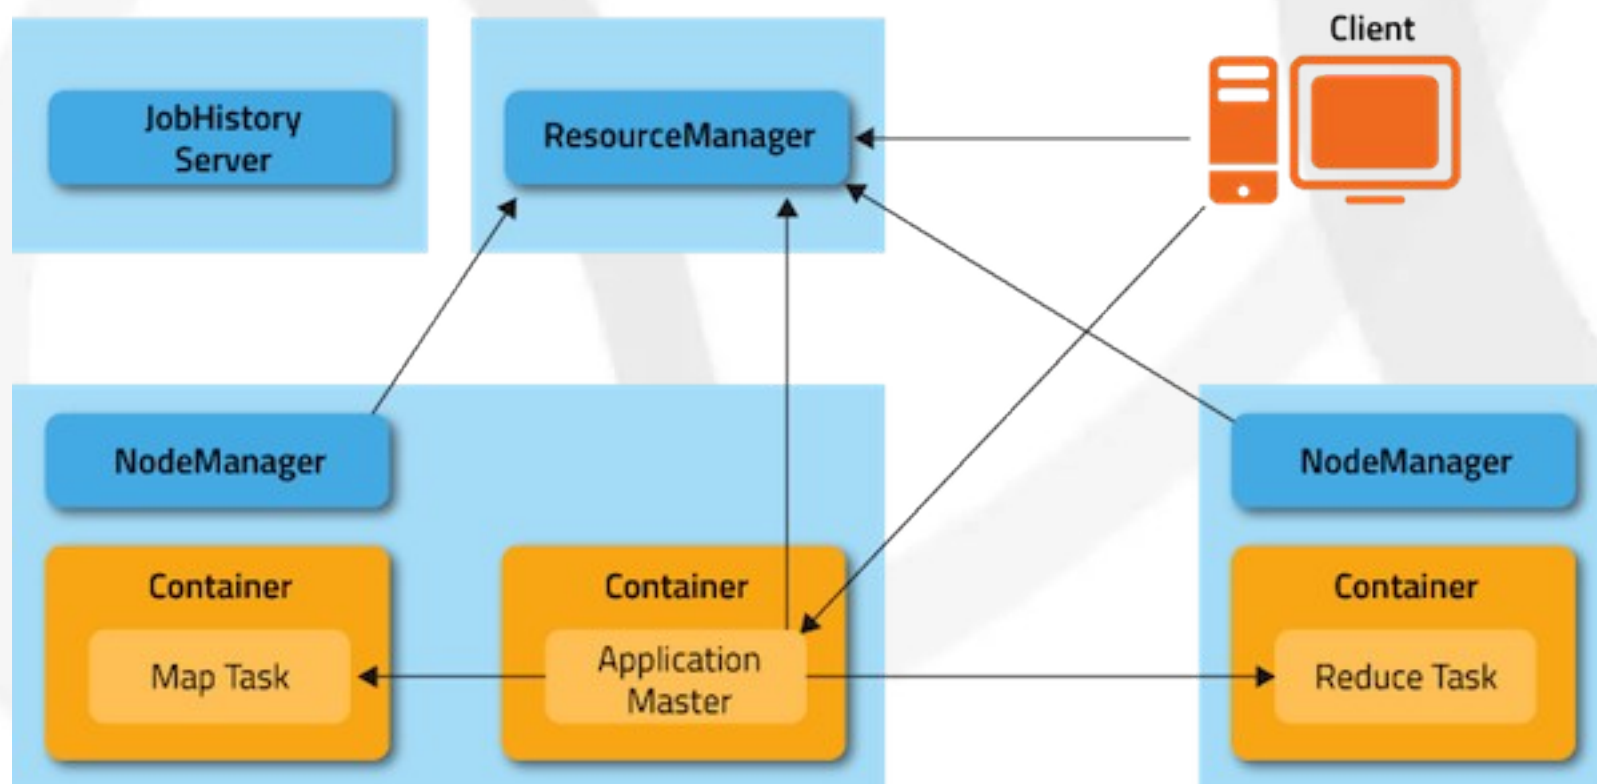 Client
JobHistory
Server
ResourceManager
NodeManager
NodeManager
Container
Map Task
Container
Application
Master
Container
Reduce Task